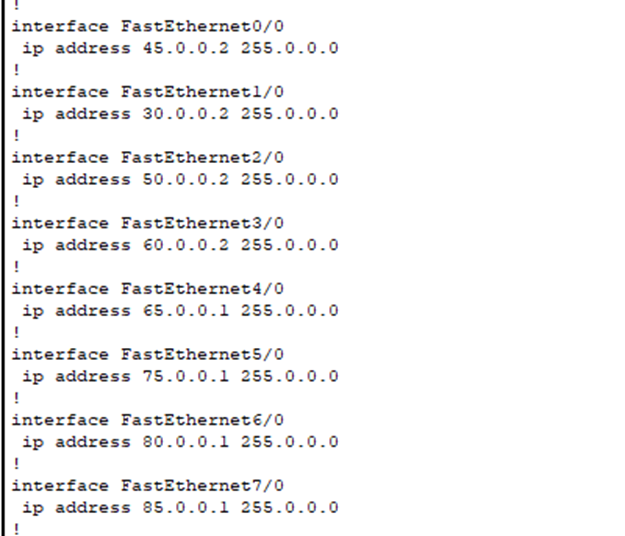 !
interface FastEthernet0/0
ip address 45.0.0.2 255.0.0.0
!
interface FastEthernet1/0
ip address 30.0.0.2 255.0.0.0
!
interface FastEthernet2/0
ip address 50.0.0.2 255.0.0.0
!
interface FastEthernet3/0
ip address 60.0.0.2 255.0.0.0
!
interface FastEthernet4/0
ip address 65.0.0.1 255.0.0.0
!
interface FastEthernet5/0
ip address 75.0.0.1 255.0.0.0
!
interface FastEthernet6/0
ip address 80.0.0.1 255.0.0.0
!
interface FastEthernet7/0
ip address 85.0.0.1 255.0.0.0
!